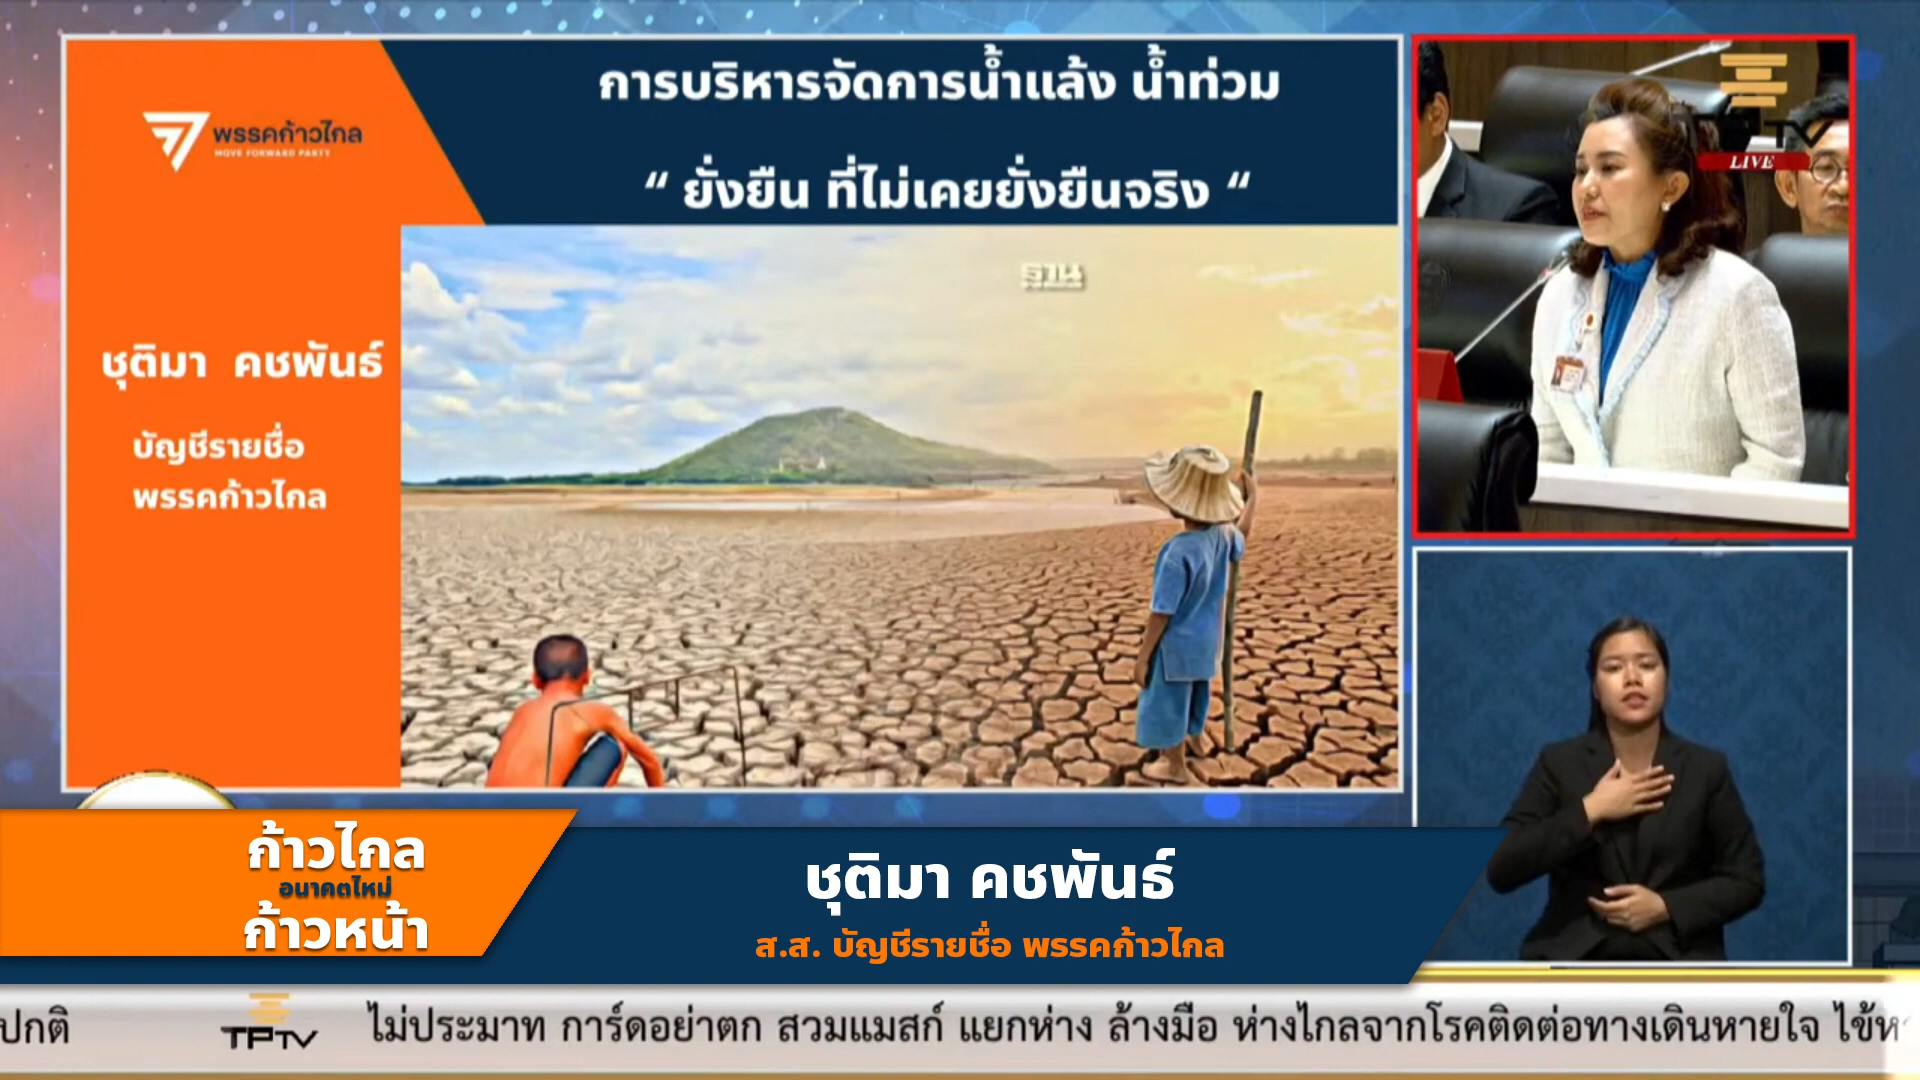 การบริหารจัดการน้ำแล้ง น้ำท่วม
“ ยั่งยืน ที่ไม่เคยยั่งยืนจริง “
พรรคก้าวไกล
MOVE FORWARD PARTY
ฐาน
ชุติมา คชพันธ์
บัญชีรายชื่อ
พรรคก้าวไกล
LIVE
ก้าวไกล
อนาคตใหม่
ก้าวหน้า
ชุติมา คชพันธ์
ส.ส. บัญชีรายชื่อ พรรคก้าวไกล
ปกติ TPTV ไม่ประมาท การ์ดอย่าตก สวมแมสก์ แยกห่าง ล้างมือ ห่างไกลจากโรคติดต่อทางเดินหายใจ